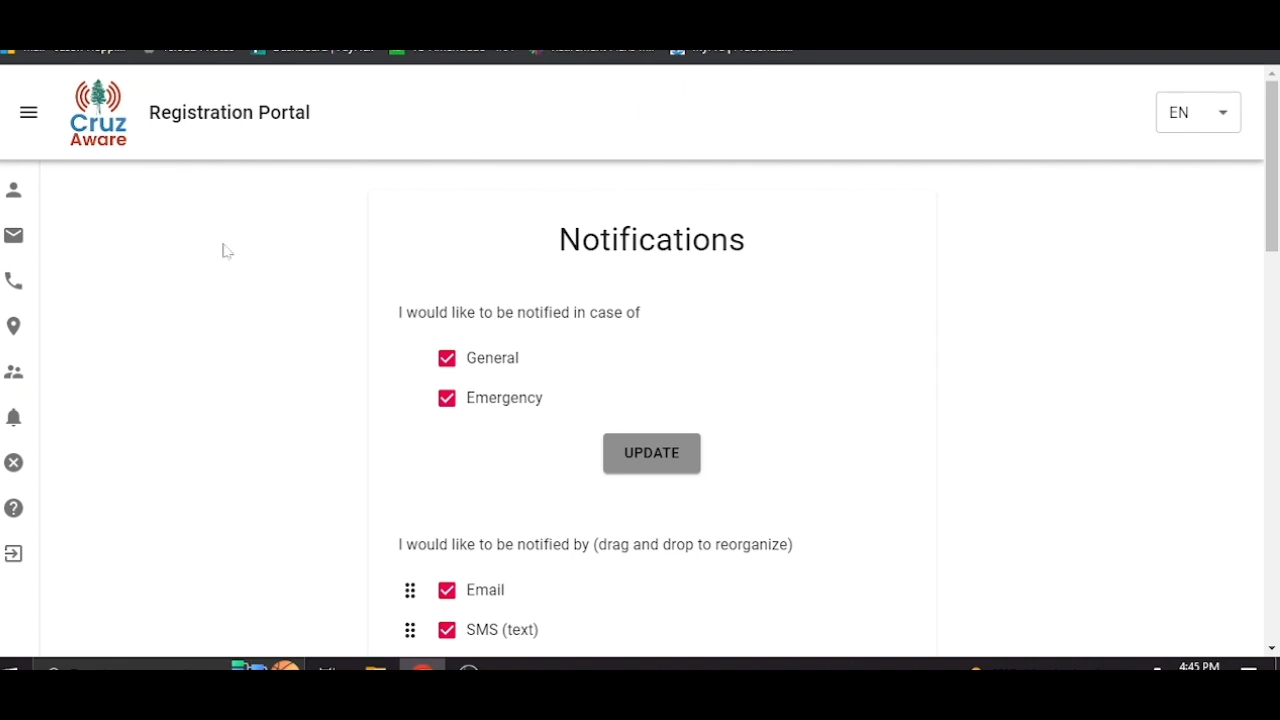 Cruz
Aware
Registration Portal
EN
Notifications
I would like to be notified in case of
General
Emergency
UPDATE
I would like to be notified by (drag and drop to reorganize)
Email
SMS (text)
4:45 PM